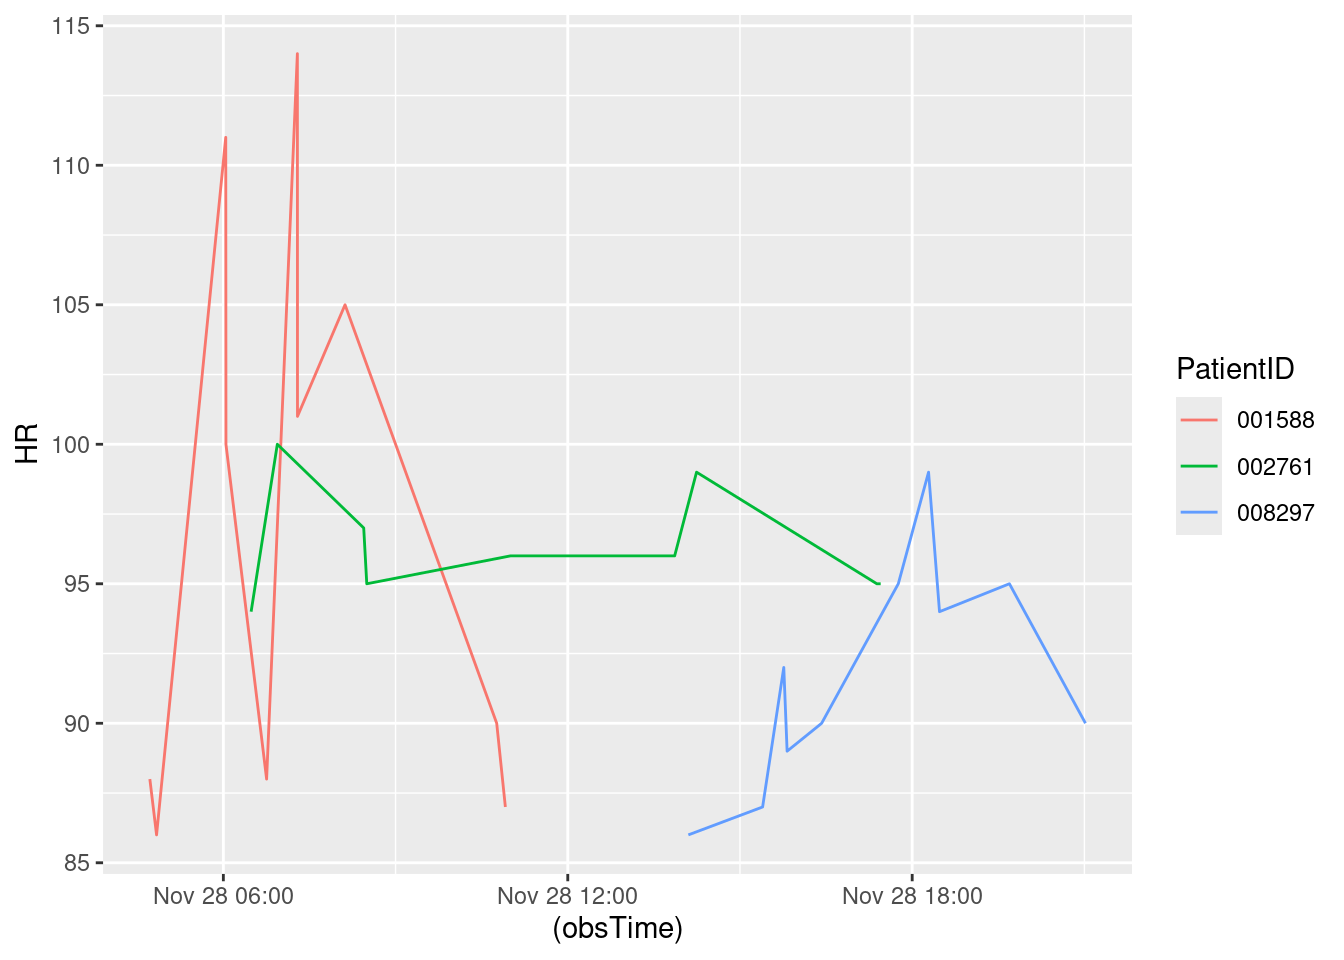 115
110
105
100
95
90
85
HR
Nov 28 06:00
Nov 28 12:00
Nov 28 18:00
(obsTime)
PatientID
001588
002761
008297